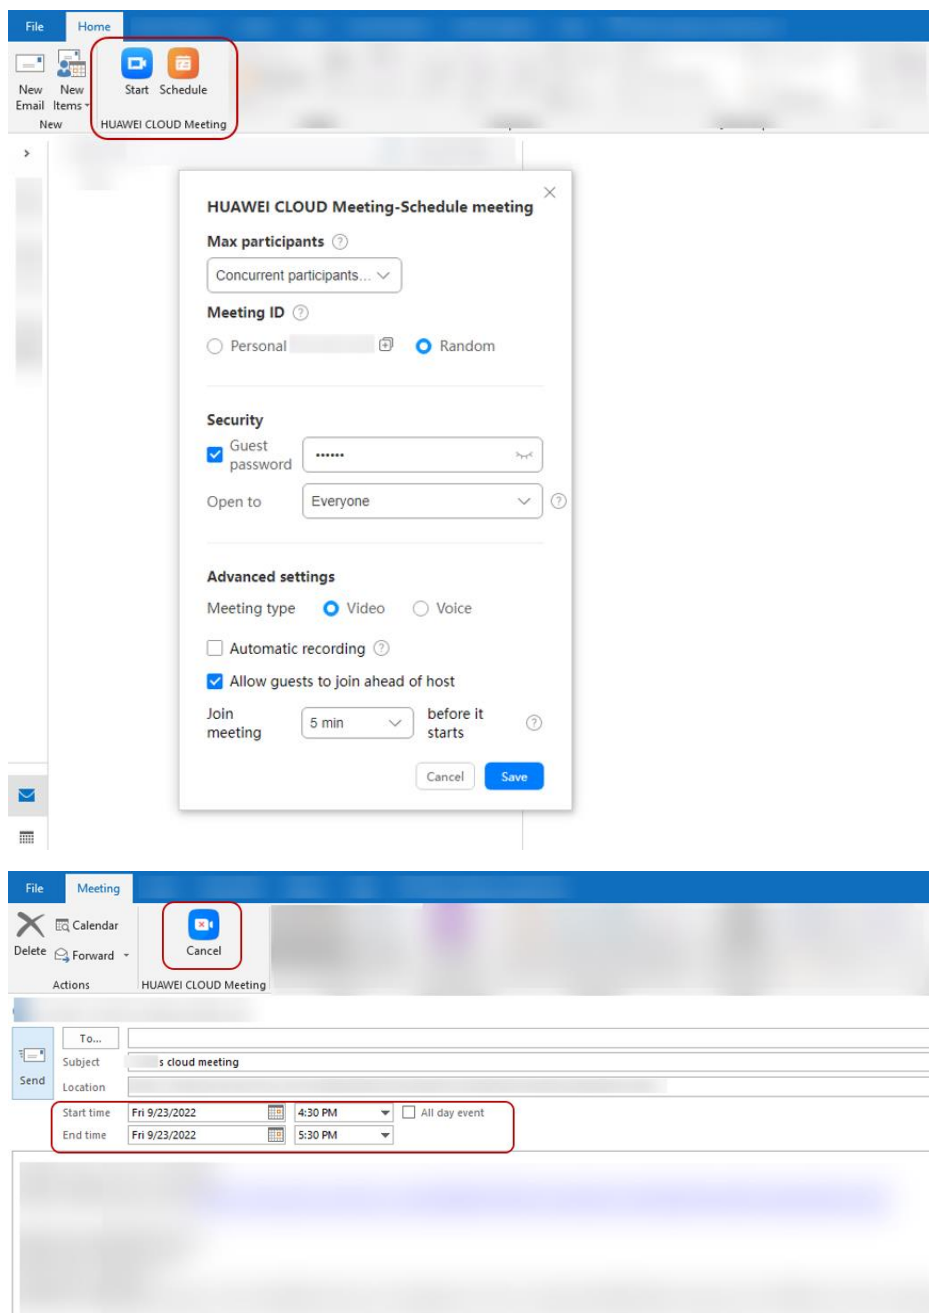 File Home
New Email
New Items
Start Schedule
New
HUAWEI CLOUD Meeting
HUAWEI CLOUD Meeting-Schedule meeting
Max participants
Concurrent participants...
Meeting ID
Personal
Random
Security
Guest password
••••••
Open to
Everyone
Advanced settings
Meeting type Video Voice
Automatic recording
Allow guests to join ahead of host
Join meeting 5 min before it starts
Cancel Save
File Meeting
Delete
Calendar
Forward
Cancel
Actions
HUAWEI CLOUD Meeting
Send
To...
Subject s cloud meeting
Location
Start time Fri 9/23/2022 4:30 PM All day event
End time Fri 9/23/2022 5:30 PM